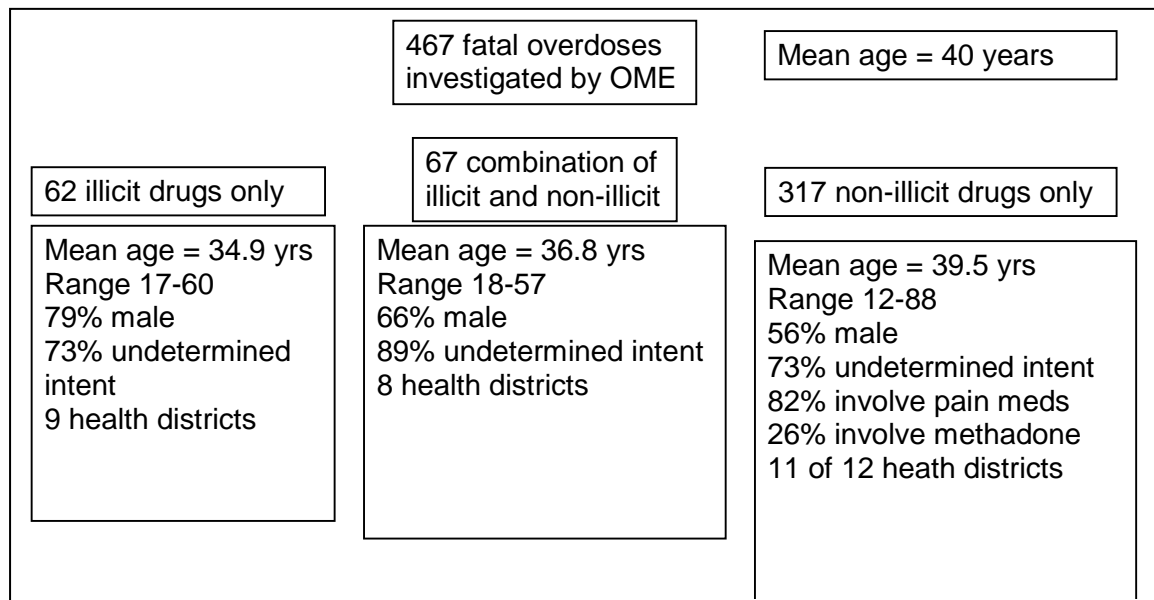 467 fatal overdoses
investigated by OME
Mean age = 40 years
62 illicit drugs only
67 combination of
illicit and non-illicit
317 non-illicit drugs only
Mean age = 34.9 yrs
Range 17-60
79% male
73% undetermined
intent
9 health districts
Mean age = 36.8 yrs
Range 18-57
66% male
89% undetermined intent
8 health districts
Mean age = 39.5 yrs
Range 12-88
56% male
73% undetermined intent
82% involve pain meds
26% involve methadone
11 of 12 heath districts